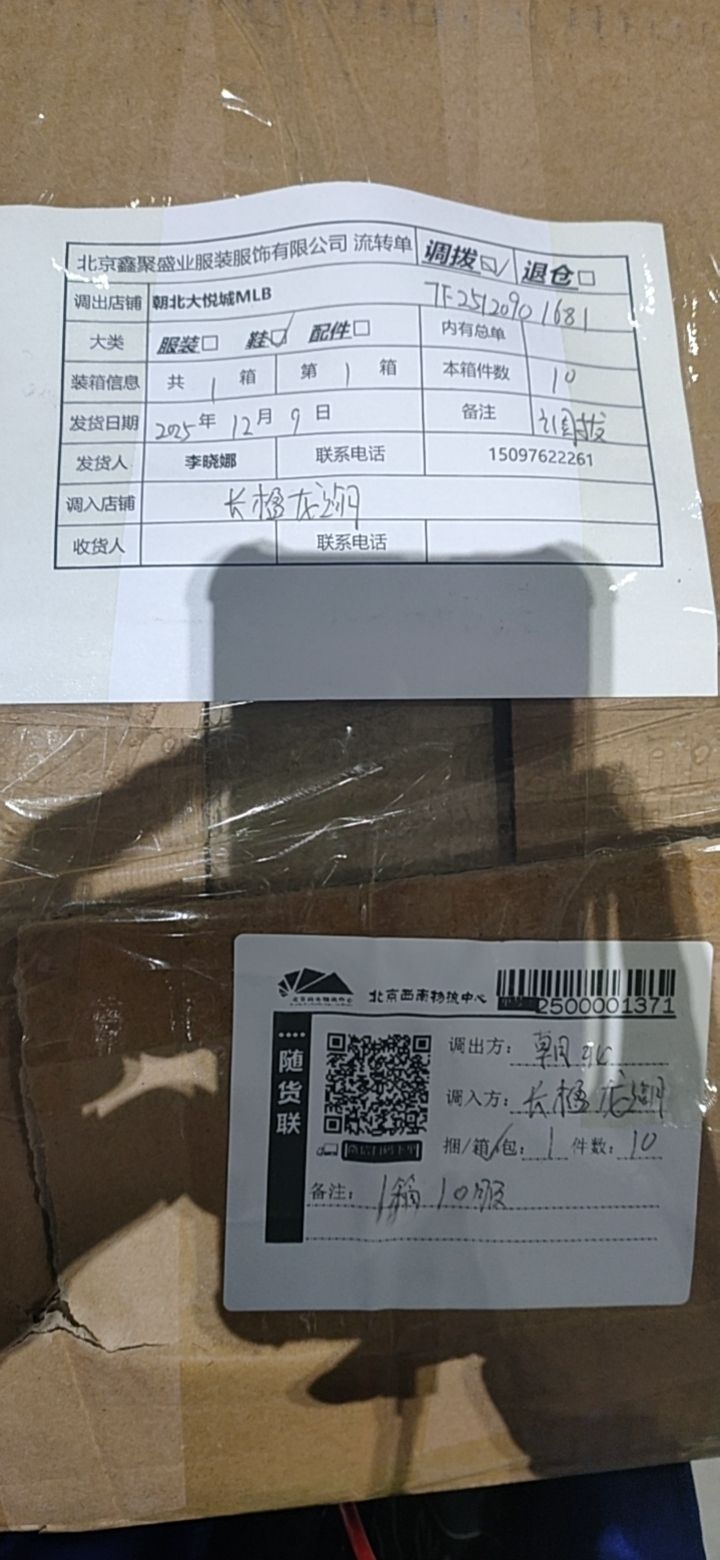 北京鑫聚盛业服装服饰有限公司 流转单 调拨☑ 退仓□
调出店铺 朝北大悦城MLB TF25120901681
大类 服装□ 鞋☑ 配件□ 内有总单
装箱信息 共 1 箱 第 1 箱 本箱件数 10
发货日期 2025年 12月 9日 备注
发货人 李晓娜 联系电话 15097622261
调入店铺 长楹龙湖
收货人 联系电话
北京西南物流中心
2500001371
随货联
调出方: 朝北
调入方: 长楹龙湖
捆/箱/包: 1 件数: 10
备注: 1箱 10服